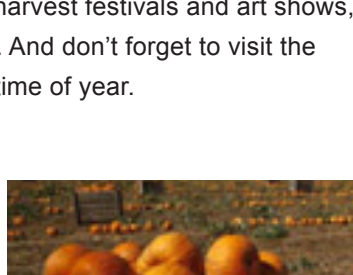 harvest festivals and art shows,
. And don’t forget to visit the
time of year.